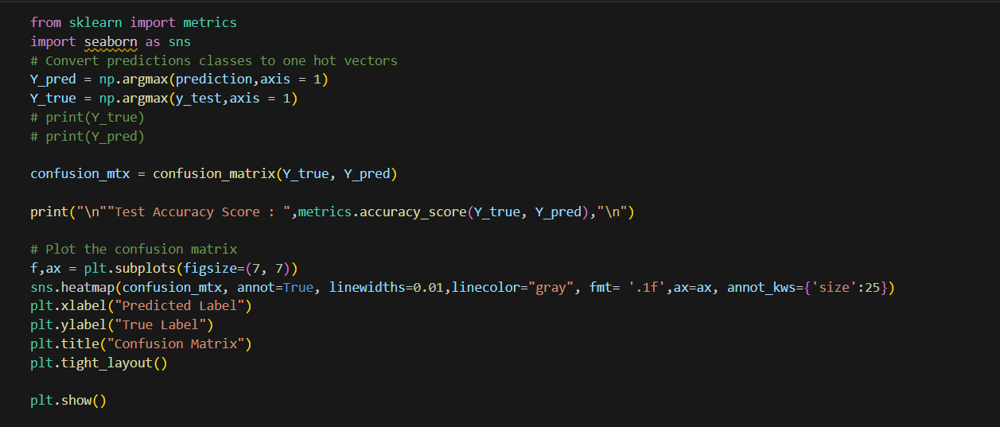 from sklearn import metrics
import seaborn as sns
# Convert predictions classes to one hot vectors
Y_pred = np.argmax(prediction,axis = 1)
Y_true = np.argmax(y_test,axis = 1)
# print(Y_true)
# print(Y_pred)
confusion_mtx = confusion_matrix(Y_true, Y_pred)
print("\n""Test Accuracy Score : ",metrics.accuracy_score(Y_true, Y_pred),"\n")
# Plot the confusion matrix
f,ax = plt.subplots(figsize=(7, 7))
sns.heatmap(confusion_mtx, annot=True, linewidths=0.01,linecolor="gray", fmt= '.1f',ax=ax, annot_kws={'size':25})
plt.xlabel("Predicted Label")
plt.ylabel("True Label")
plt.title("Confusion Matrix")
plt.tight_layout()
plt.show()